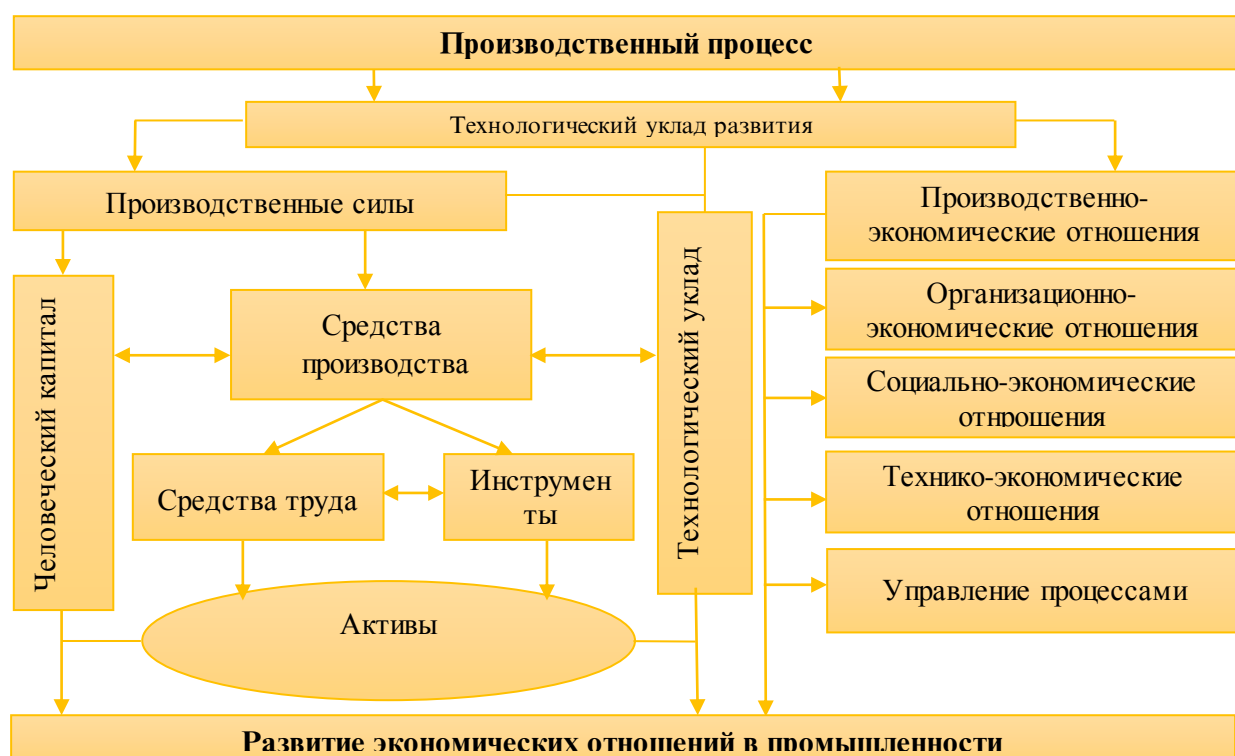 Производственный процесс
Технологический уклад развития
Производственные силы
Производственно-
экономические отношения
Человеческий капитал
Средства
производства
Технологический уклад
Организационно-
экономические отношения
Социально-экономические
отнрошения
Средства труда
Инструмен
ты
Технико-экономические
отношения
Управление процессами
Активы
Развитие экономических отношений в промышленности